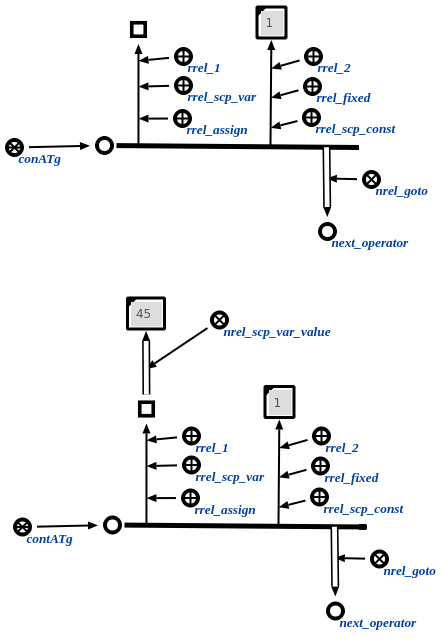 1
rrel_1
rrel_2
rrel_scp_var
rrel_fixed
rrel_assign
rrel_scp_const
conATg
nrel_goto
next_operator
45
nrel_scp_var_value
1
rrel_1
rrel_2
rrel_scp_var
rrel_fixed
rrel_assign
rrel_scp_const
contATg
nrel_goto
next_operator